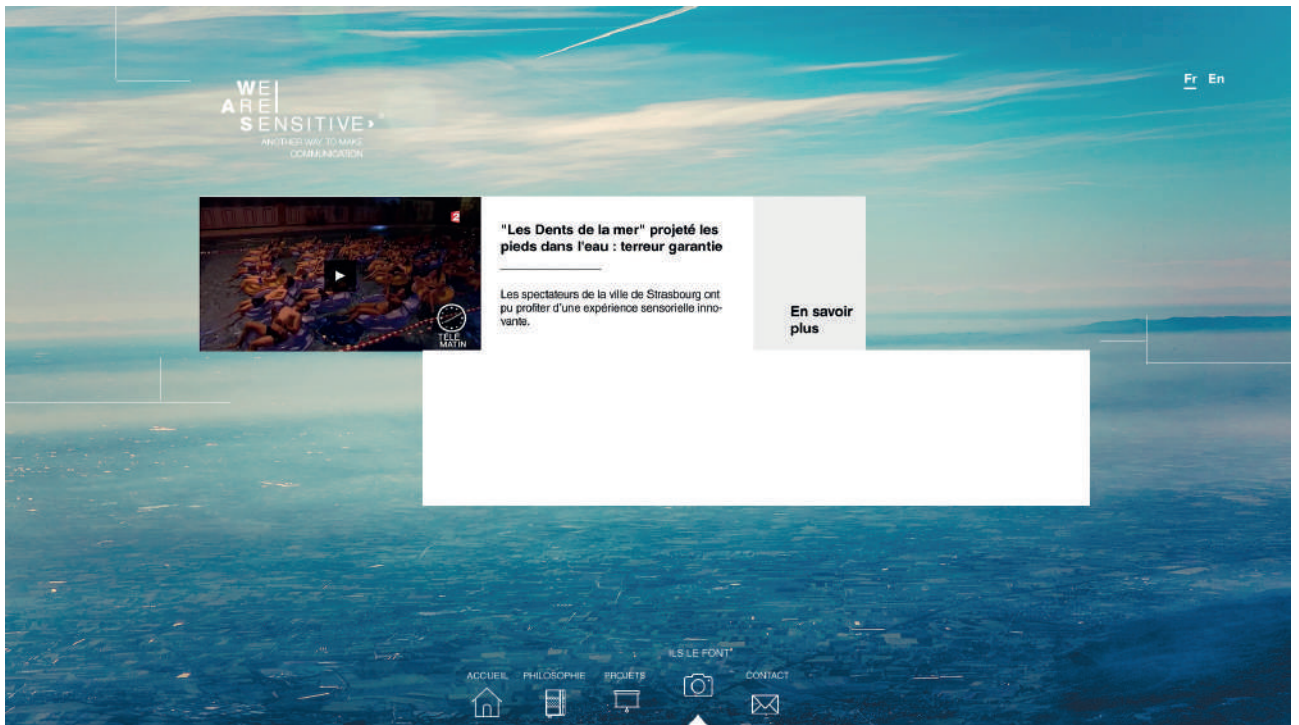 WE
ARE
SENSITIVE
ANOTHER WAY TO MAKE
COMMUNICATION
Fr En
2
"Les Dents de la mer" projeté les
pieds dans l'eau : terreur garantie
Les spectateurs de la ville de Strasbourg ont
pu profiter d'une expérience sensorielle inno-
vante.
En savoir
plus
TÉLÉ
MATIN
ILS LE FONT
ACCUEIL PHILOSOPHIE PROJETS CONTACT